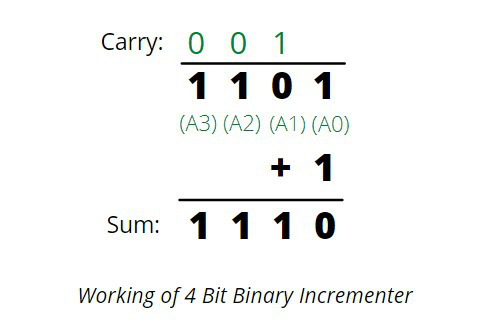 Carry: 0 0 1
1 1 0 1
(A3) (A2) (A1) (A0)
+ 1
Sum: 1 1 1 0
Working of 4 Bit Binary Incrementer